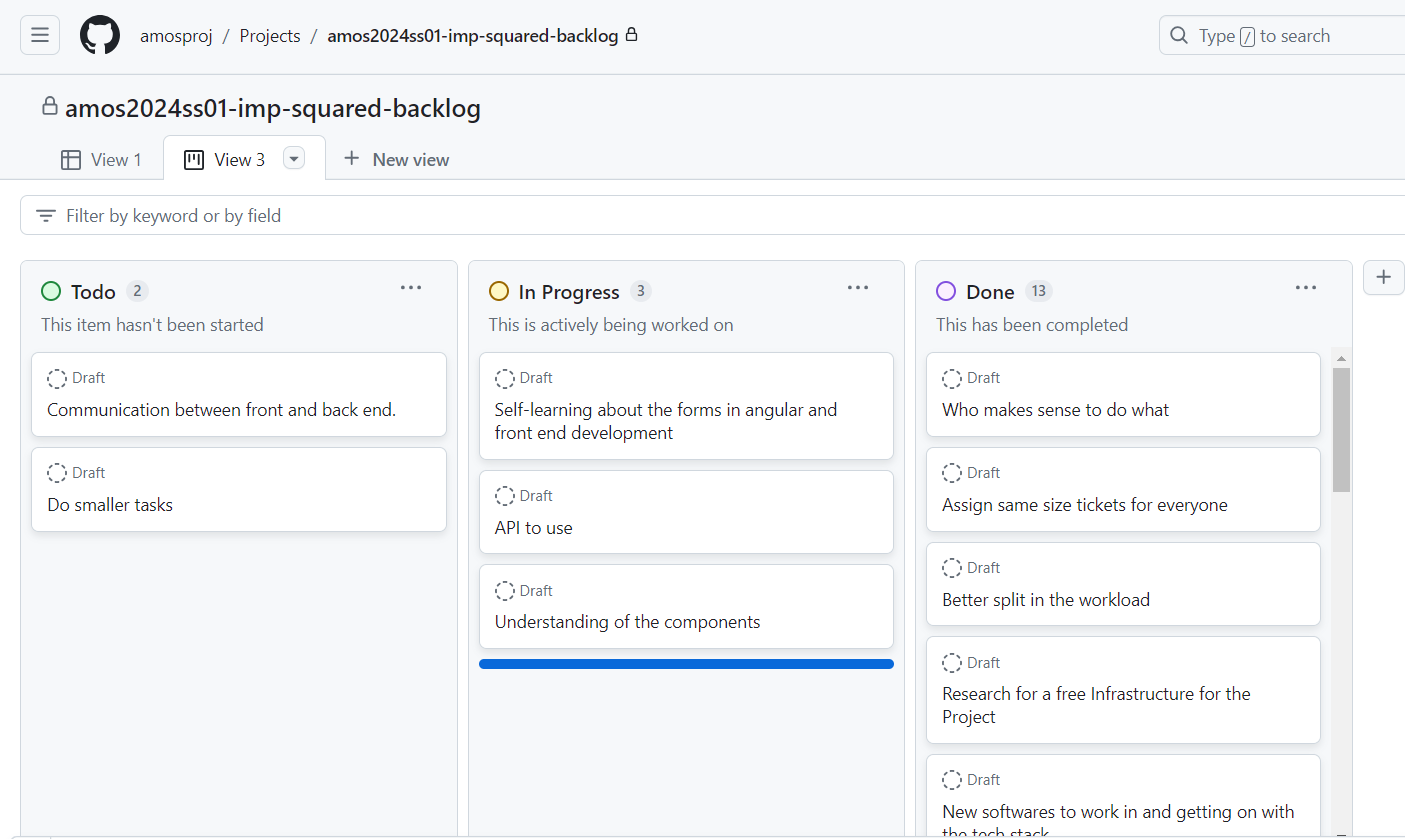 amosproj / Projects / amos2024ss01-imp-squared-backlog
Type / to search
amos2024ss01-imp-squared-backlog
View 1
View 3
New view
Filter by keyword or by field
Todo 2
This item hasn't been started
Draft
Communication between front and back end.
Draft
Do smaller tasks
In Progress 3
This is actively being worked on
Draft
Self-learning about the forms in angular and
front end development
Draft
API to use
Draft
Understanding of the components
Done 13
This has been completed
Draft
Who makes sense to do what
Draft
Assign same size tickets for everyone
Draft
Better split in the workload
Draft
Research for a free Infrastructure for the
Project
Draft
New softwares to work in and getting on with
the tech stack